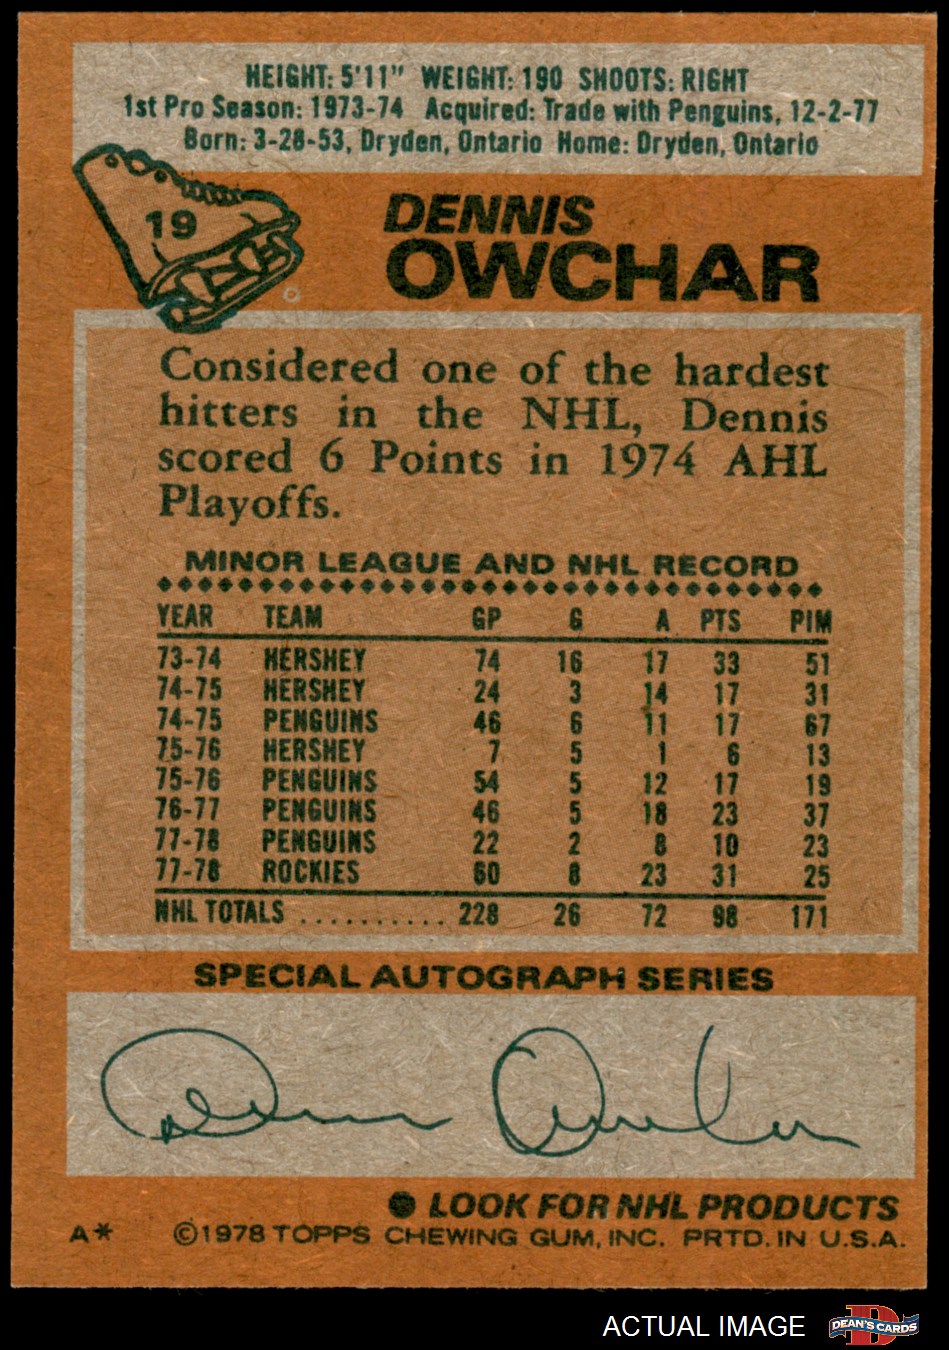 HEIGHT: 5'11" WEIGHT: 190 SHOOTS: RIGHT
1st Pro Season: 1973-74 Acquired: Trade with Penguins, 12-2-77
Born: 3-28-53, Dryden, Ontario Home: Dryden, Ontario
19
DENNIS
OWCHAR
Considered one of the hardest
hitters in the NHL, Dennis
scored 6 Points in 1974 AHL
Playoffs.
MINOR LEAGUE AND NHL RECORD
YEAR TEAM GP G A PTS PIM
73-74 HERSHEY 74 16 17 33 51
74-75 HERSHEY 24 3 14 17 31
74-75 PENGUINS 46 6 11 17 67
75-76 HERSHEY 7 5 1 6 13
75-76 PENGUINS 54 5 12 17 19
76-77 PENGUINS 46 5 18 23 37
77-78 PENGUINS 22 2 8 10 23
77-78 ROCKIES 60 8 23 31 25
NHL TOTALS .......... 228 26 72 98 171
SPECIAL AUTOGRAPH SERIES
Dennis Owchar
● LOOK FOR NHL PRODUCTS
A* ©1978 TOPPS CHEWING GUM, INC. PRTD. IN U.S.A.
ACTUAL IMAGE
D
DEAN'S CARDS